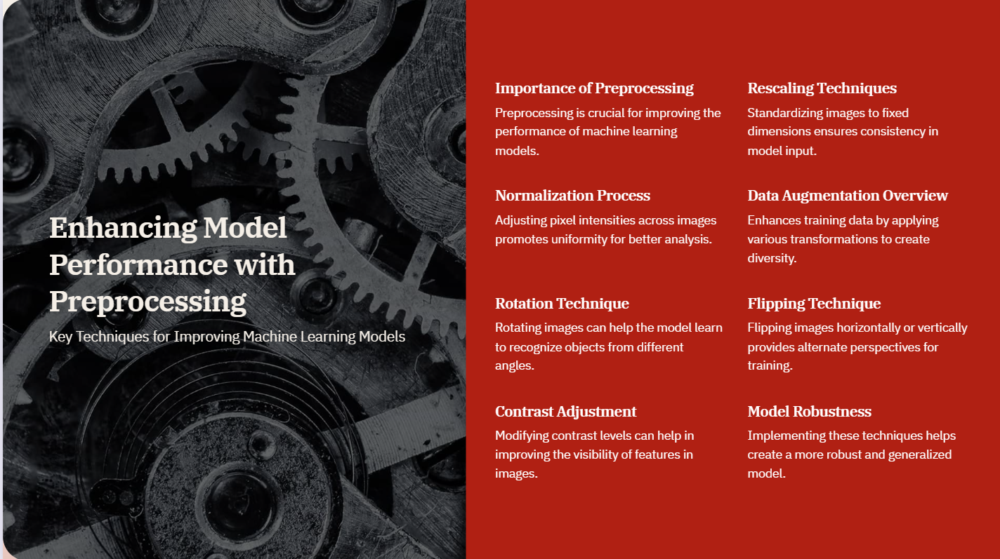 Enhancing Model
Performance with
Preprocessing
Key Techniques for Improving Machine Learning Models
Importance of Preprocessing
Preprocessing is crucial for improving the
performance of machine learning
models.
Rescaling Techniques
Standardizing images to fixed
dimensions ensures consistency in
model input.
Normalization Process
Adjusting pixel intensities across images
promotes uniformity for better analysis.
Data Augmentation Overview
Enhances training data by applying
various transformations to create
diversity.
Rotation Technique
Rotating images can help the model learn
to recognize objects from different
angles.
Flipping Technique
Flipping images horizontally or vertically
provides alternate perspectives for
training.
Contrast Adjustment
Modifying contrast levels can help in
improving the visibility of features in
images.
Model Robustness
Implementing these techniques helps
create a more robust and generalized
model.